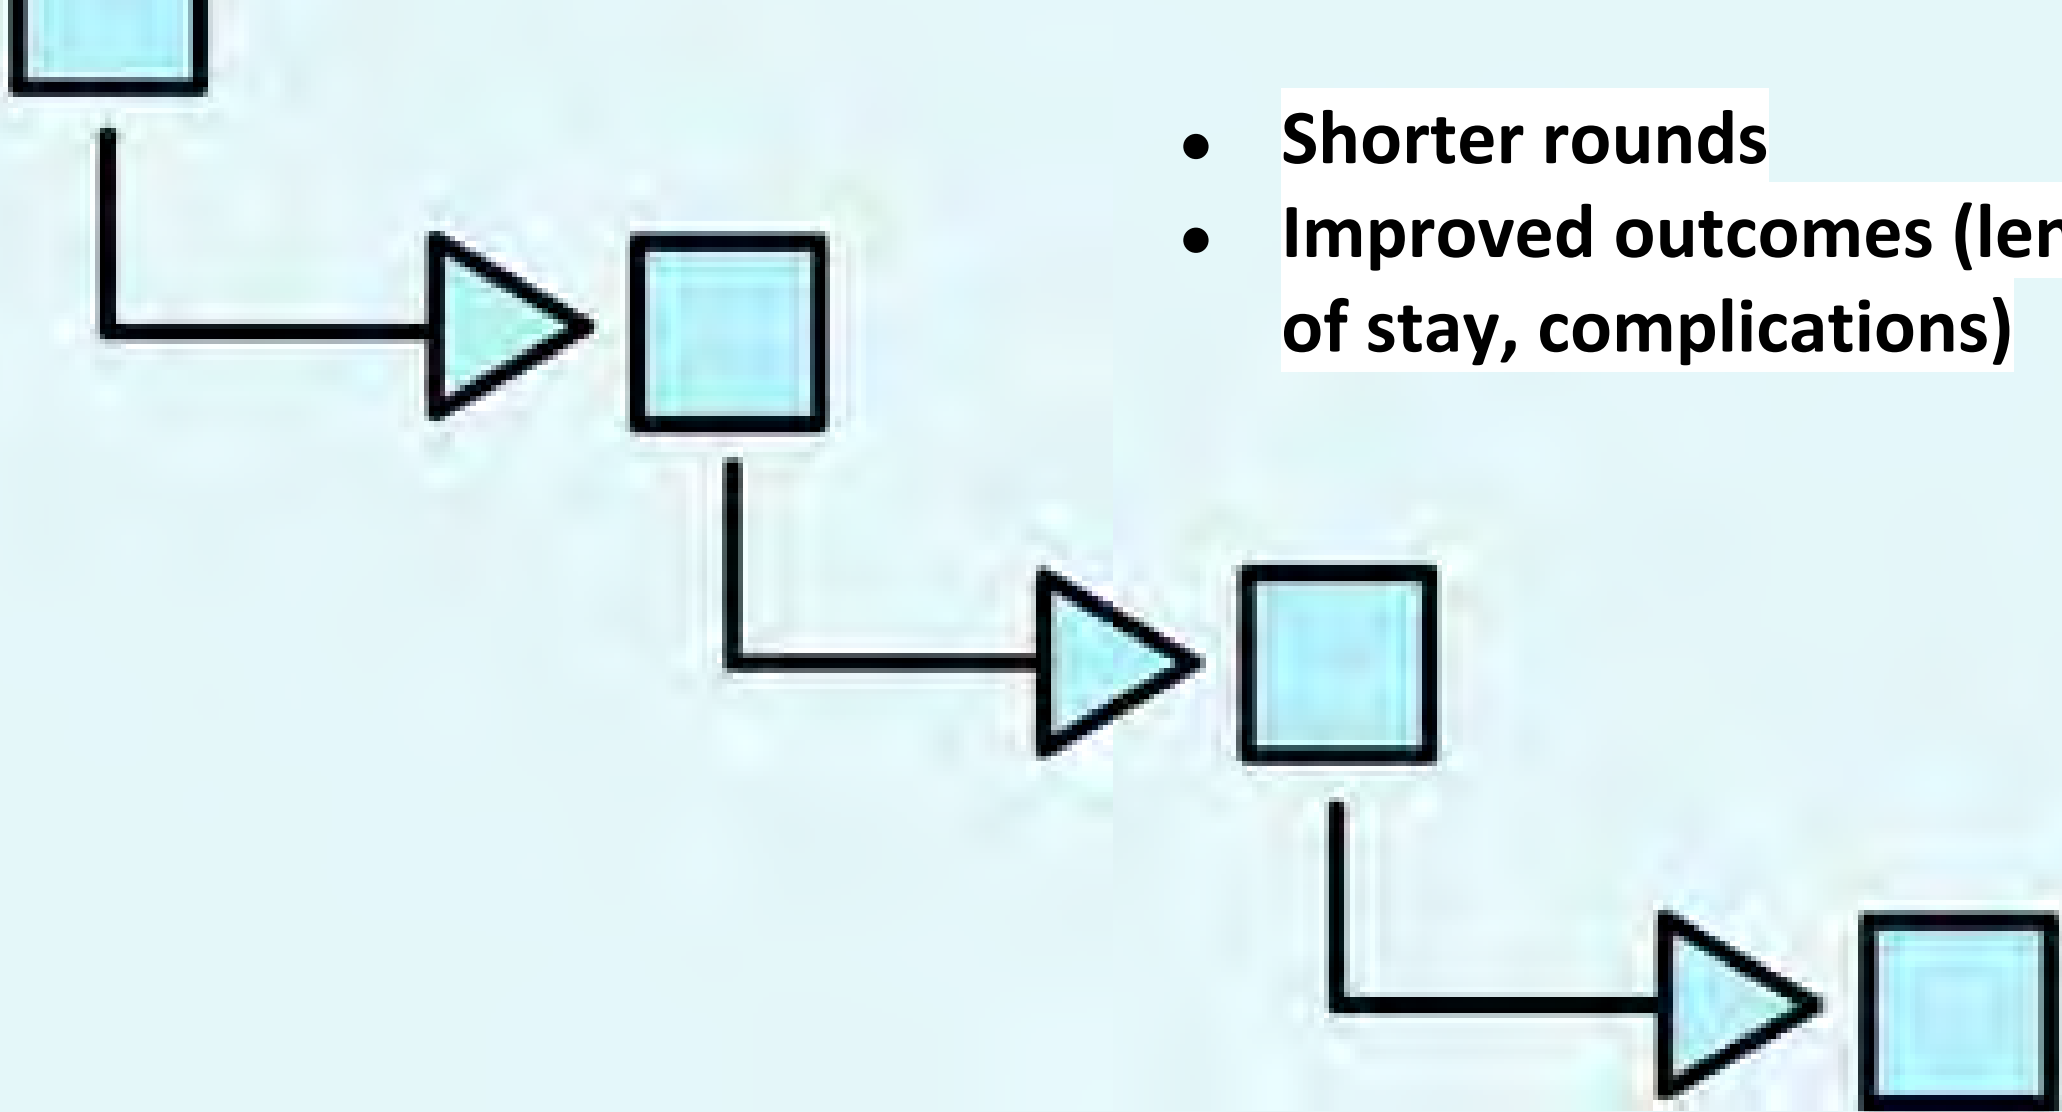 • Shorter rounds
• Improved outcomes (len
of stay, complications)